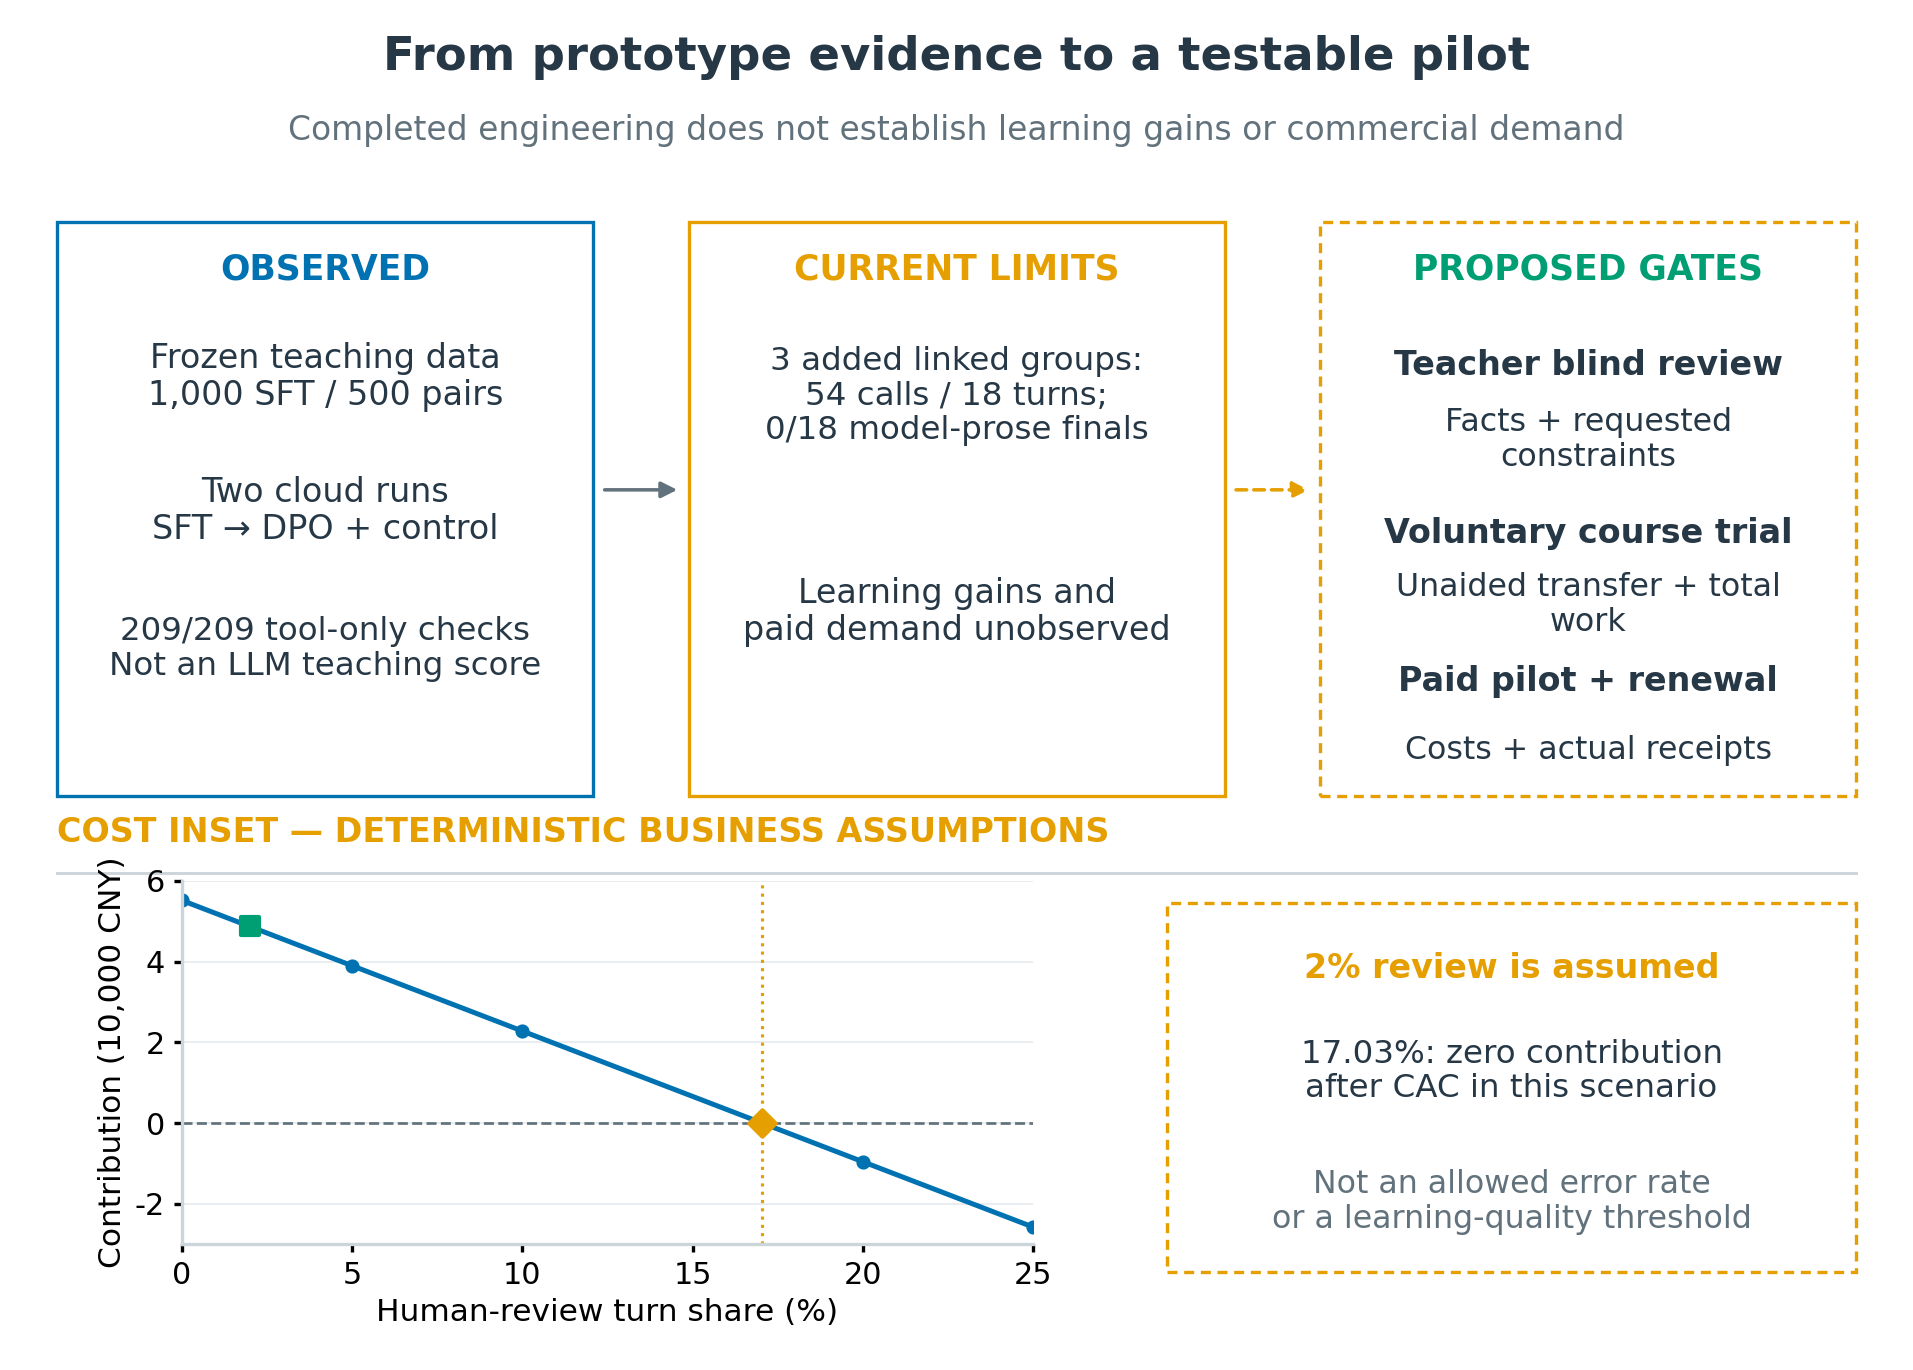 From prototype evidence to a testable pilot
Completed engineering does not establish learning gains or commercial demand
OBSERVED
Frozen teaching data
1,000 SFT / 500 pairs
Two cloud runs
SFT → DPO + control
209/209 tool-only checks
Not an LLM teaching score
CURRENT LIMITS
3 added linked groups:
54 calls / 18 turns;
0/18 model-prose finals
Learning gains and
paid demand unobserved
PROPOSED GATES
Teacher blind review
Facts + requested
constraints
Voluntary course trial
Unaided transfer + total
work
Paid pilot + renewal
Costs + actual receipts
COST INSET — DETERMINISTIC BUSINESS ASSUMPTIONS
Contribution (10,000 CNY)
6
4
2
0
-2
0
5
10
15
20
25
Human-review turn share (%)
2% review is assumed
17.03%: zero contribution
after CAC in this scenario
Not an allowed error rate
or a learning-quality threshold